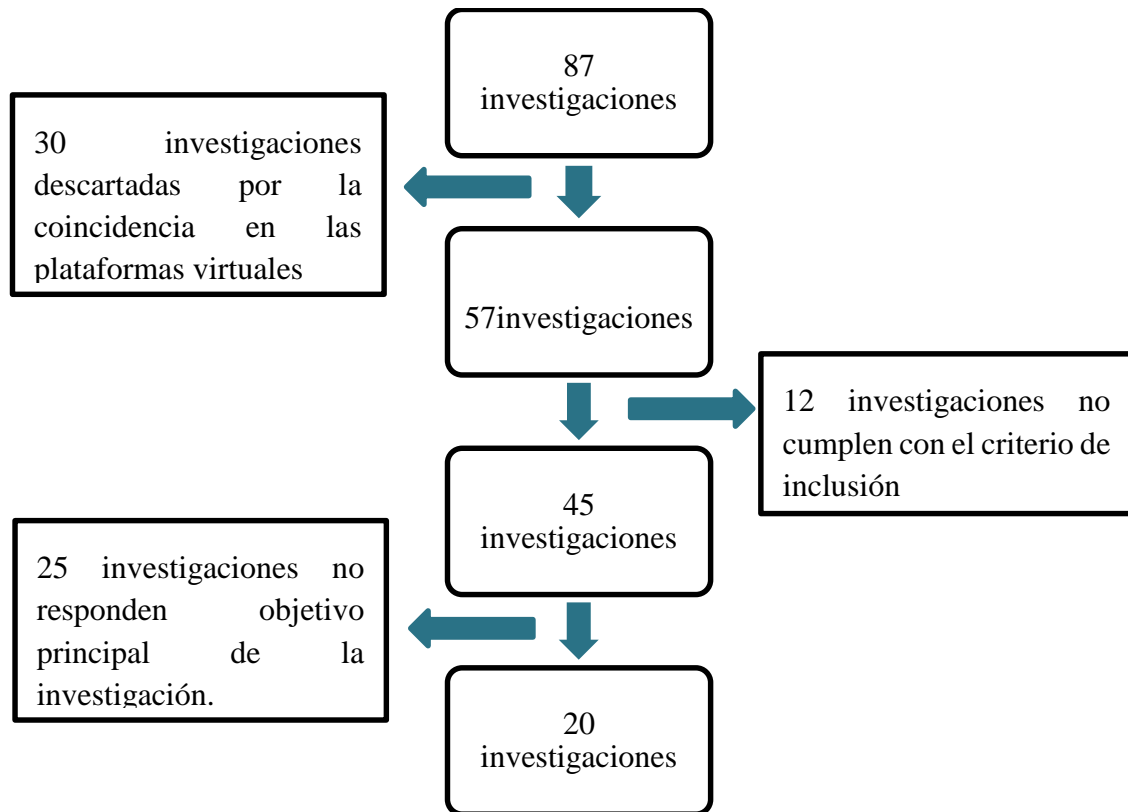 87
investigaciones
30 investigaciones
descartadas por la
coincidencia en las
plataformas virtuales
57investigaciones
12 investigaciones no
cumplen con el criterio de
inclusión
45
investigaciones
25 investigaciones no
responden objetivo
principal de la
investigación.
20
investigaciones